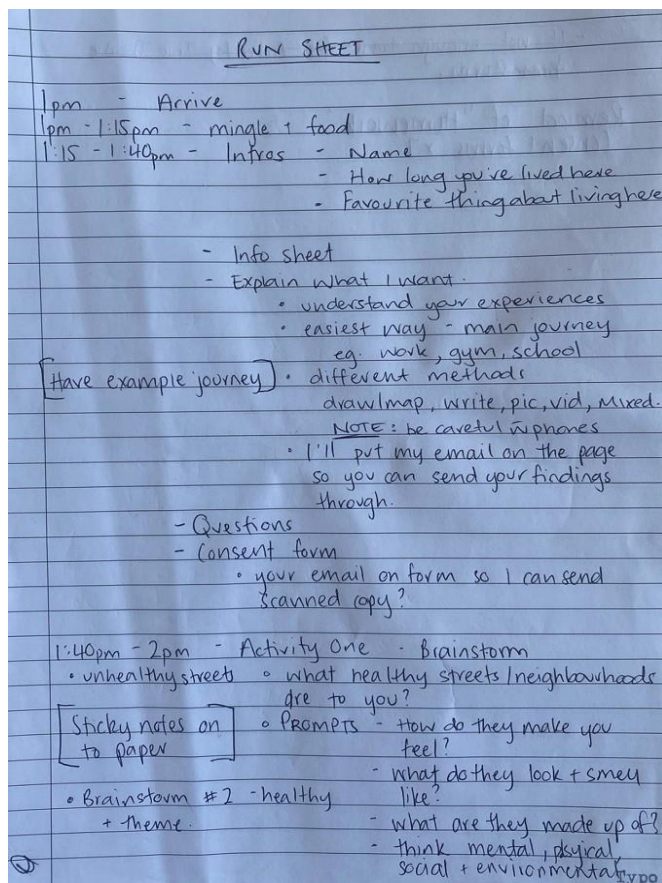 RUN SHEET
1pm - Arrive
1pm - 1:15pm - mingle + food
1:15 - 1:40pm - Intros - Name
- How long you've lived here
- Favourite thing about living here
- Info sheet
- Explain what I want.
• understand your experiences
• easiest way - main journey
eg. work, gym, school
[Have example journey] • different methods
draw/map, write, pic, vid, mixed.
NOTE: be careful w phones
• I'll put my email on the page
so you can send your findings
through.
- Questions
- Consent form
• your email on form so I can send
scanned copy?
1:40pm - 2pm - Activity One - Brainstorm
• unhealthy streets • what healthy streets/neighbourhoods
are to you?
[Sticky notes on • PROMPTS - How do they make you
to paper] feel?
- what do they look + smell
• Brainstorm #2 - healthy like?
+ theme. - what are they made up of?
- think mental, physical,
social + environmental